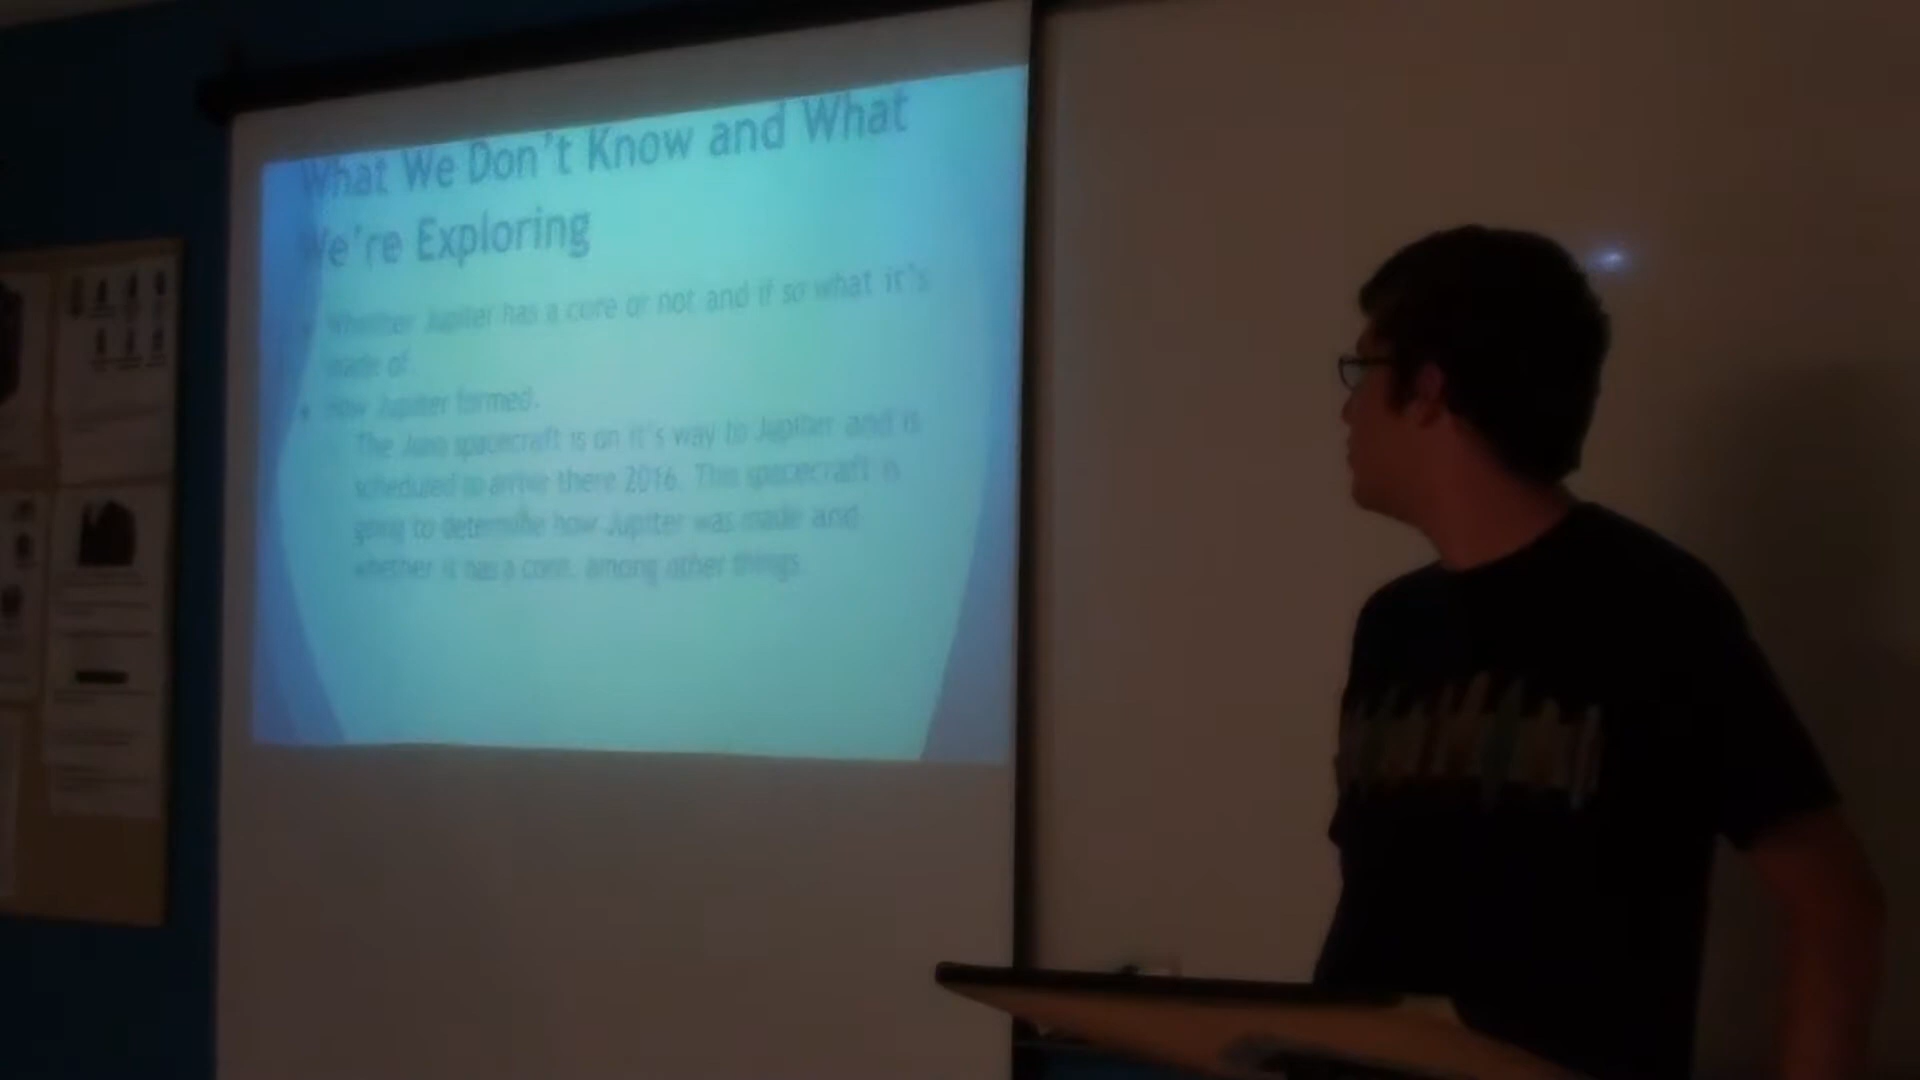 What We Don't Know and What
We're Exploring
Whether Jupiter has a core or not and if so what it's
made of
How Jupiter formed.
The Juno spacecraft is on it's way to Jupiter and is
scheduled to arrive there 2016. This spacecraft is
going to determine how Jupiter was made and
whether it has a core, among other things.